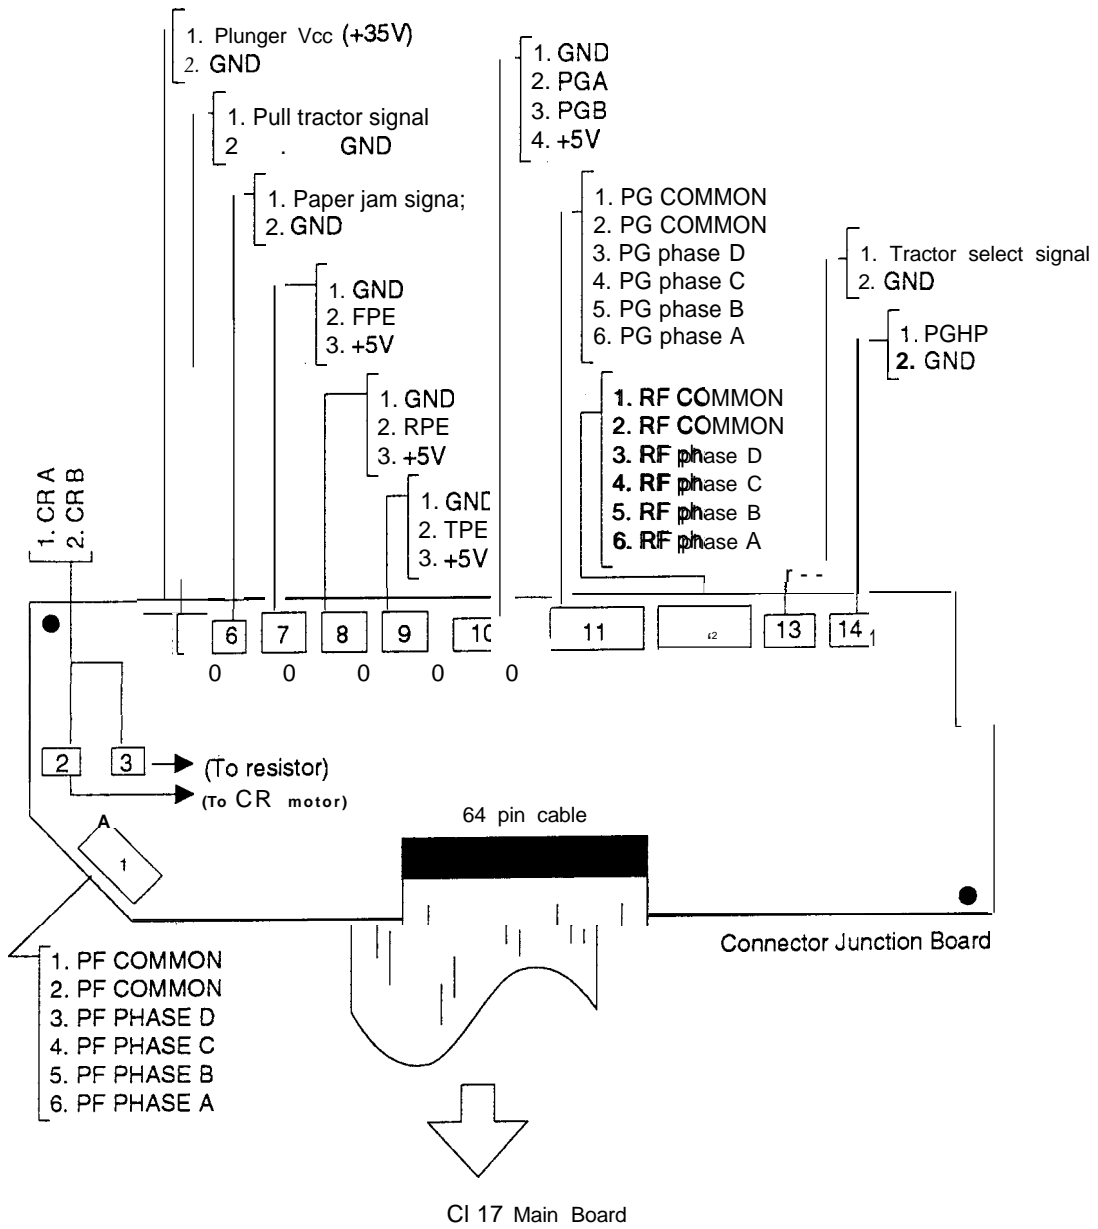 1. Plunger Vcc (+35V)
2. GND
1. Pull tractor signal
2 . GND
1. Paper jam signa;
2. GND
1. GND
2. FPE
3. +5V
1. GND
2. RPE
3. +5V
1. GND
2. TPE
3. +5V
1. GND
2. PGA
3. PGB
4. +5V
1. PG COMMON
2. PG COMMON
3. PG phase D
4. PG phase C
5. PG phase B
6. PG phase A
1. RF COMMON
2. RF COMMON
3. RF phase D
4. RF phase C
5. RF phase B
6. RF phase A
1. Tractor select signal
2. GND
1. PGHP
2. GND
1. CR A
2. CR B
6 7 8 9 10 11 13 14
0 0 0 0 0
2 3 (To resistor)
(To CR motor)
A
1
64 pin cable
Connector Junction Board
1. PF COMMON
2. PF COMMON
3. PF PHASE D
4. PF PHASE C
5. PF PHASE B
6. PF PHASE A
CI 17 Main Board